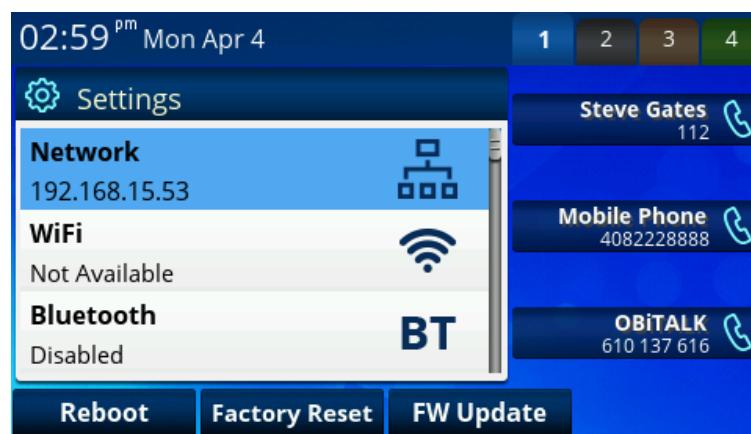 02:59 pm Mon Apr 4
1 2 3 4
Settings
Network
192.168.15.53
WiFi
Not Available
Bluetooth
Disabled
BT
Steve Gates
112
Mobile Phone
4082228888
OBiTALK
610 137 616
Reboot Factory Reset FW Update